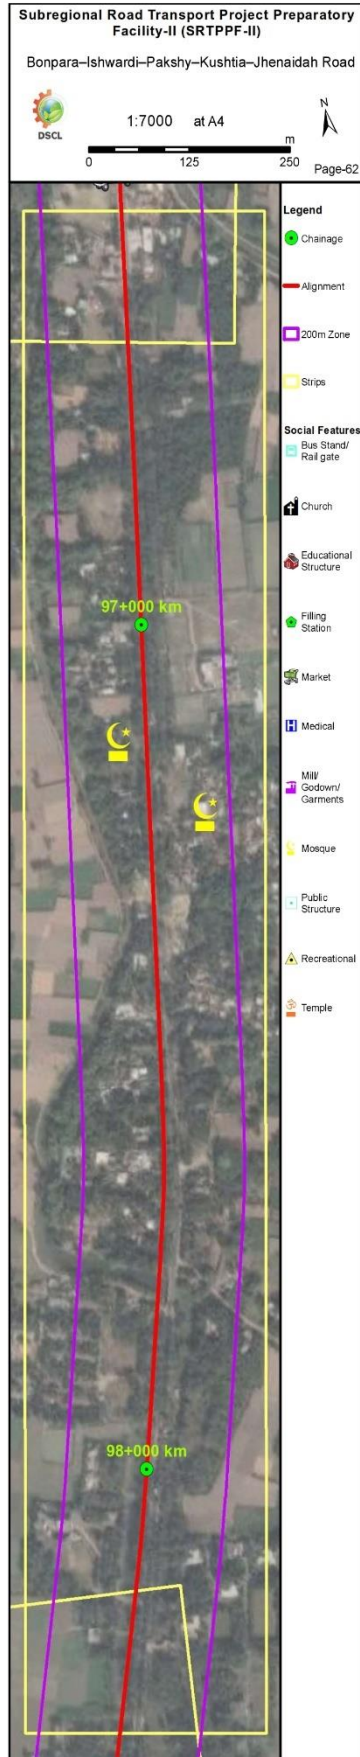 Subregional Road Transport Project Preparatory
Facility-II (SRTPPF-II)
Bonpara–Ishwardi–Pakshy–Kushtia–Jhenaidah Road
DSCL
1:7000 at A4
N
m
0 125 250
Page-62
Legend
Chainage
Alignment
200m Zone
Strips
Social Features
Bus Stand/
Rail gate
Church
Educational
Structure
Filling
Station
Market
H Medical
Mill/
Godown/
Garments
Mosque
Public
Structure
Recreational
Temple
97+000 km
98+000 km